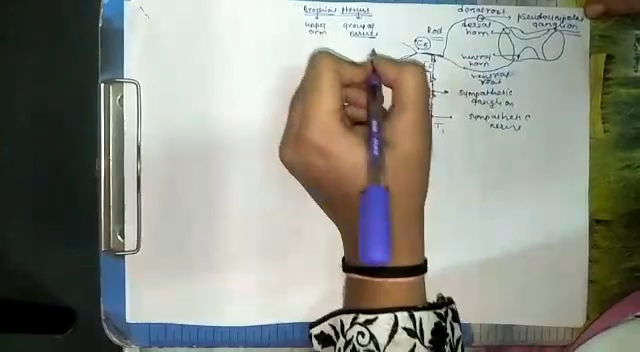 Brachial Plexus
upper group of
arm nerves
Rod
C5
dorsal root
dorsal horn
pseudounipolar ganglion
ventral horn
ventral root
sympathetic ganglion
T1
sympathetic nerve